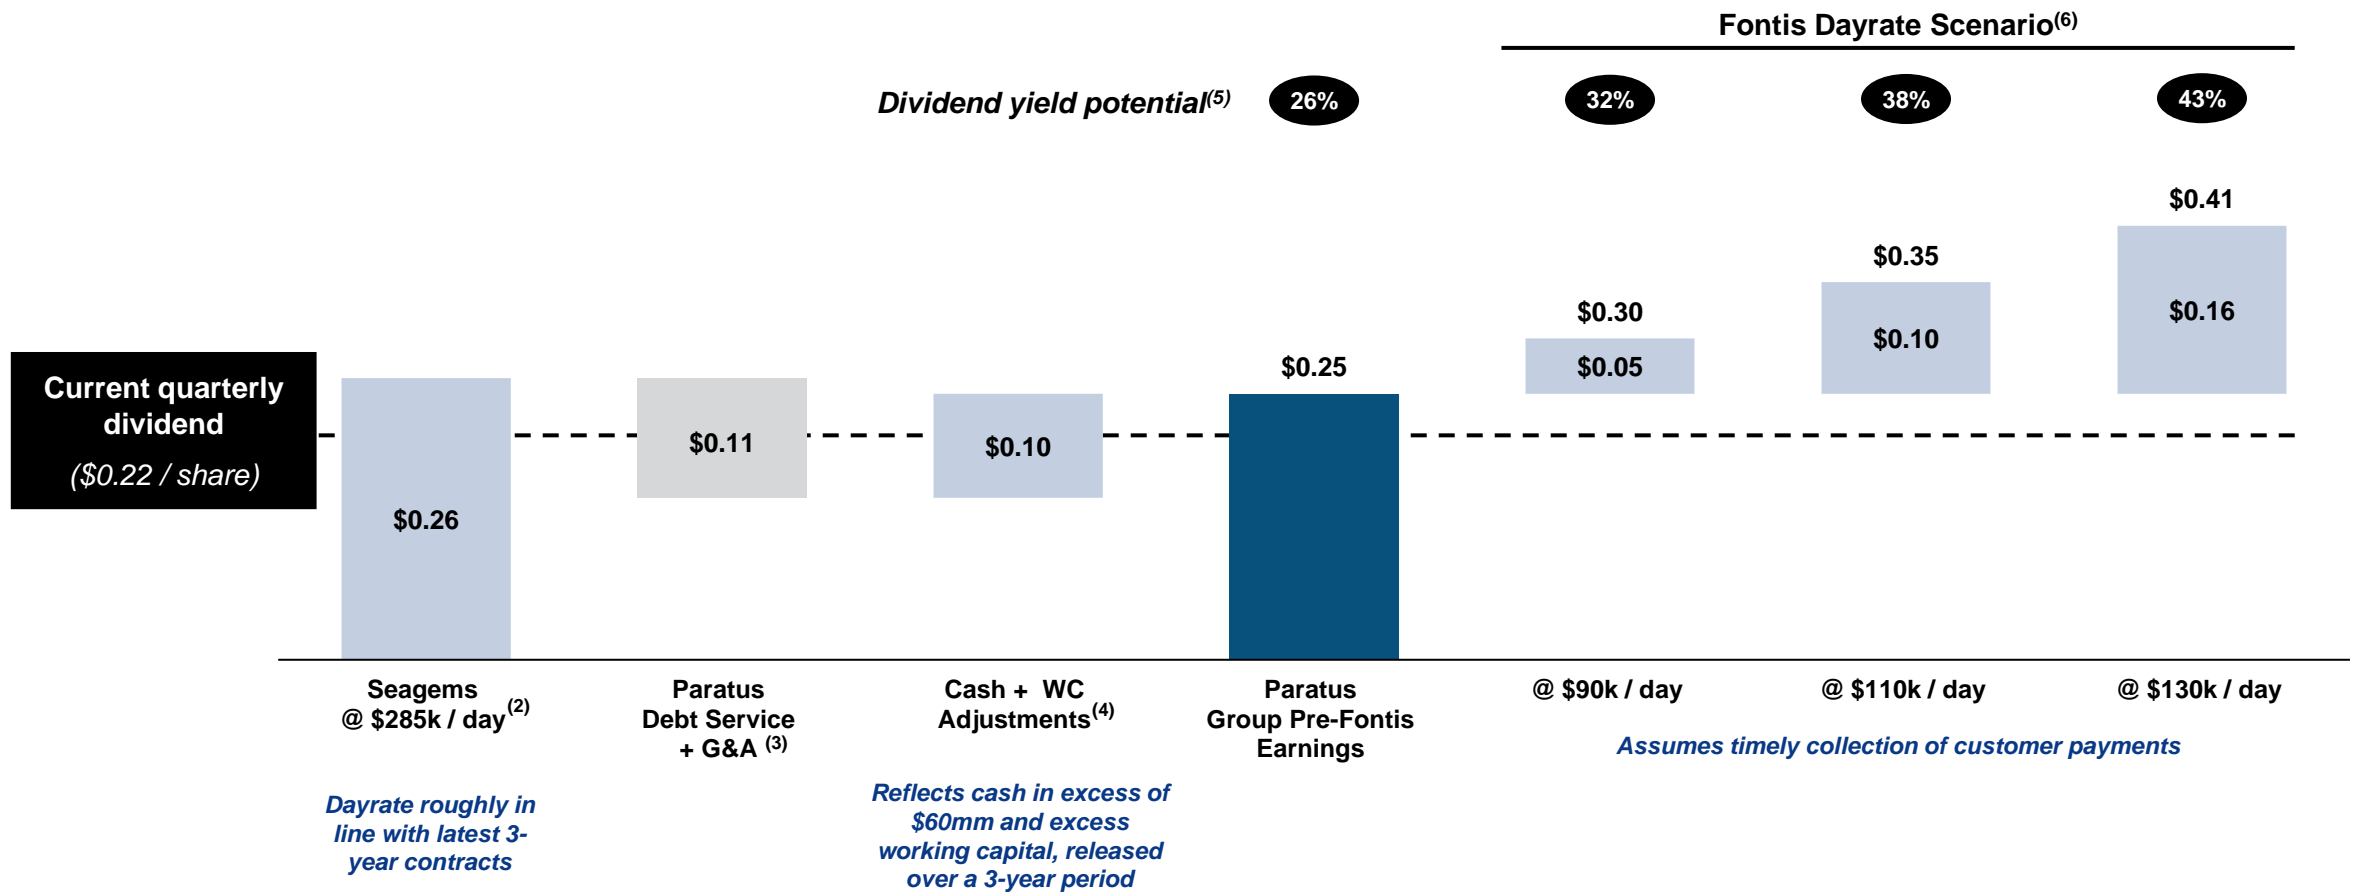 Fontis Dayrate Scenario(6)
Dividend yield potential(5)
26%
32%
38%
43%
$0.41
$0.35
$0.30
$0.25
$0.16
$0.10
$0.05
Current quarterly
dividend
($0.22 / share)
$0.26
$0.11
$0.10
Seagems
@ $285k / day(2)
Paratus
Debt Service
+ G&A (3)
Cash + WC
Adjustments(4)
Paratus
Group Pre-Fontis
Earnings
@ $90k / day
@ $110k / day
@ $130k / day
Assumes timely collection of customer payments
Dayrate roughly in
line with latest 3-
year contracts
Reflects cash in excess of
$60mm and excess
working capital, released
over a 3-year period